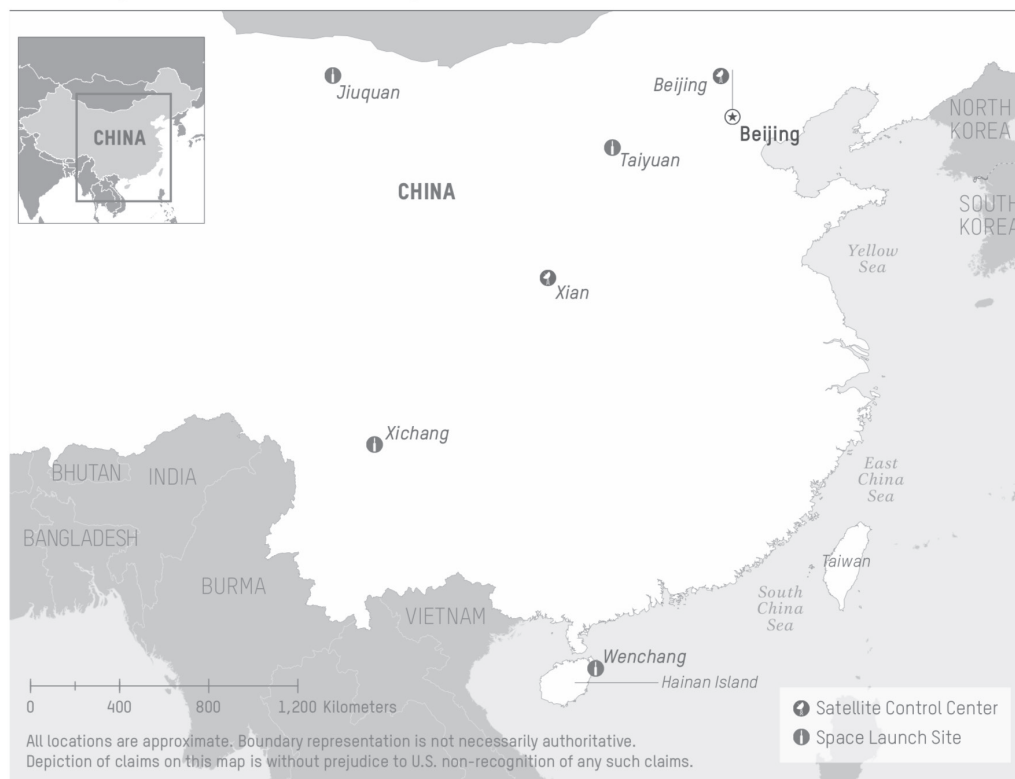 CHINA
Jiuquan
Beijing
Beijing
Taiyuan
NORTH
KOREA
CHINA
SOUTH
KOREA
Yellow
Sea
Xian
Xichang
BHUTAN
INDIA
East
China
Sea
BANGLADESH
Taiwan
BURMA
VIETNAM
South
China
Sea
Wenchang
Hainan Island
0 400 800 1,200 Kilometers
Satellite Control Center
Space Launch Site
All locations are approximate. Boundary representation is not necessarily authoritative.
Depiction of claims on this map is without prejudice to U.S. non-recognition of any such claims.